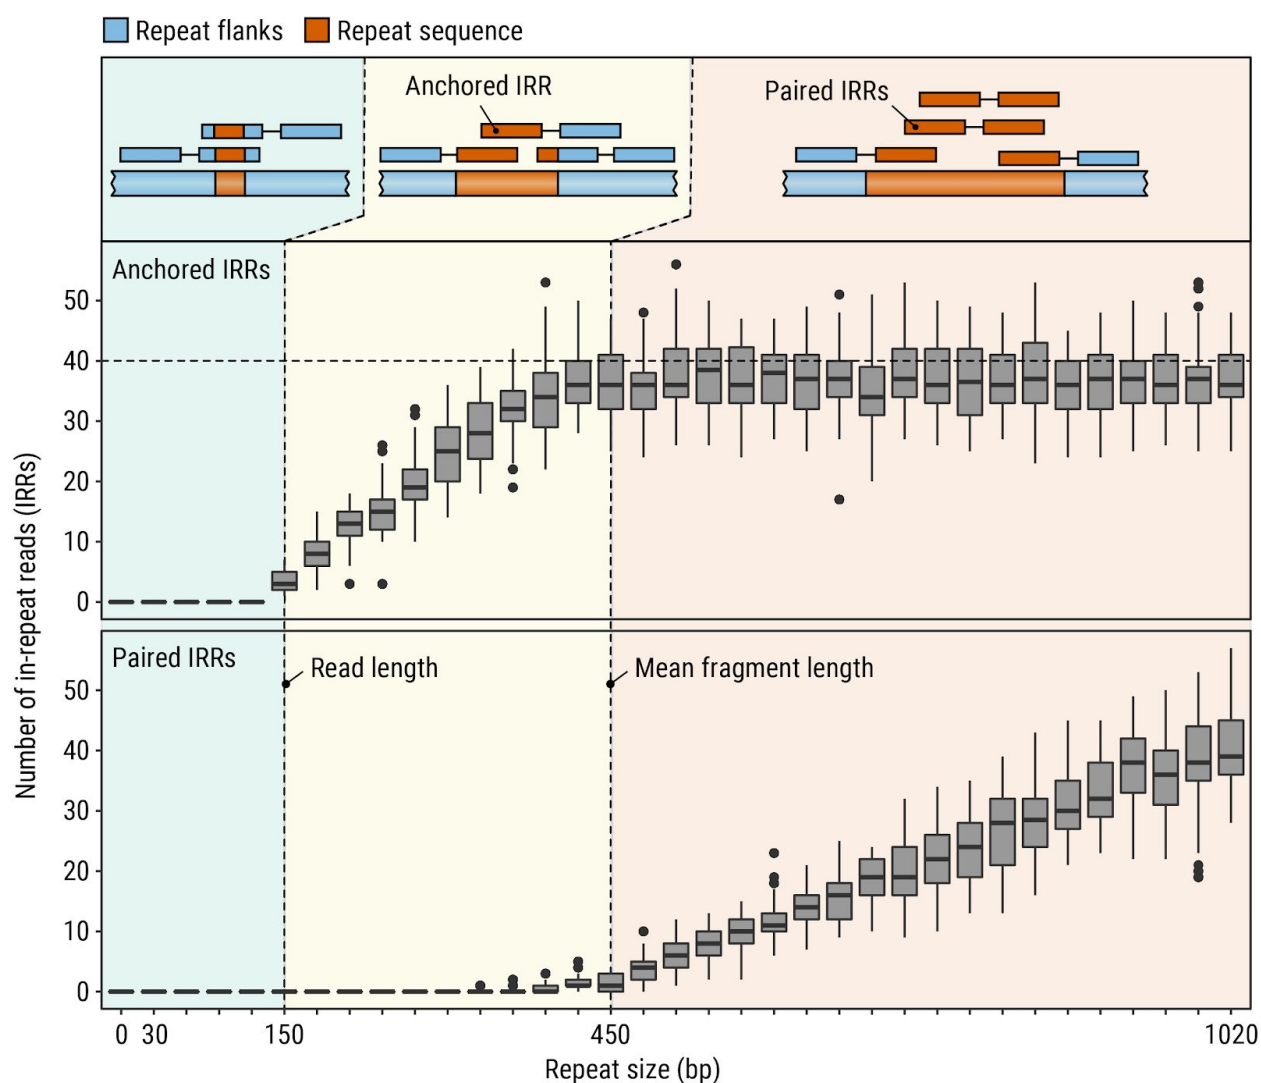 Repeat flanks Repeat sequence
Anchored IRR
Paired IRRs
Anchored IRRs
50
40
30
20
10
0
Paired IRRs
Read length
Mean fragment length
50
40
30
20
10
0
Number of in-repeat reads (IRRs)
0 30 150 450 1020
Repeat size (bp)